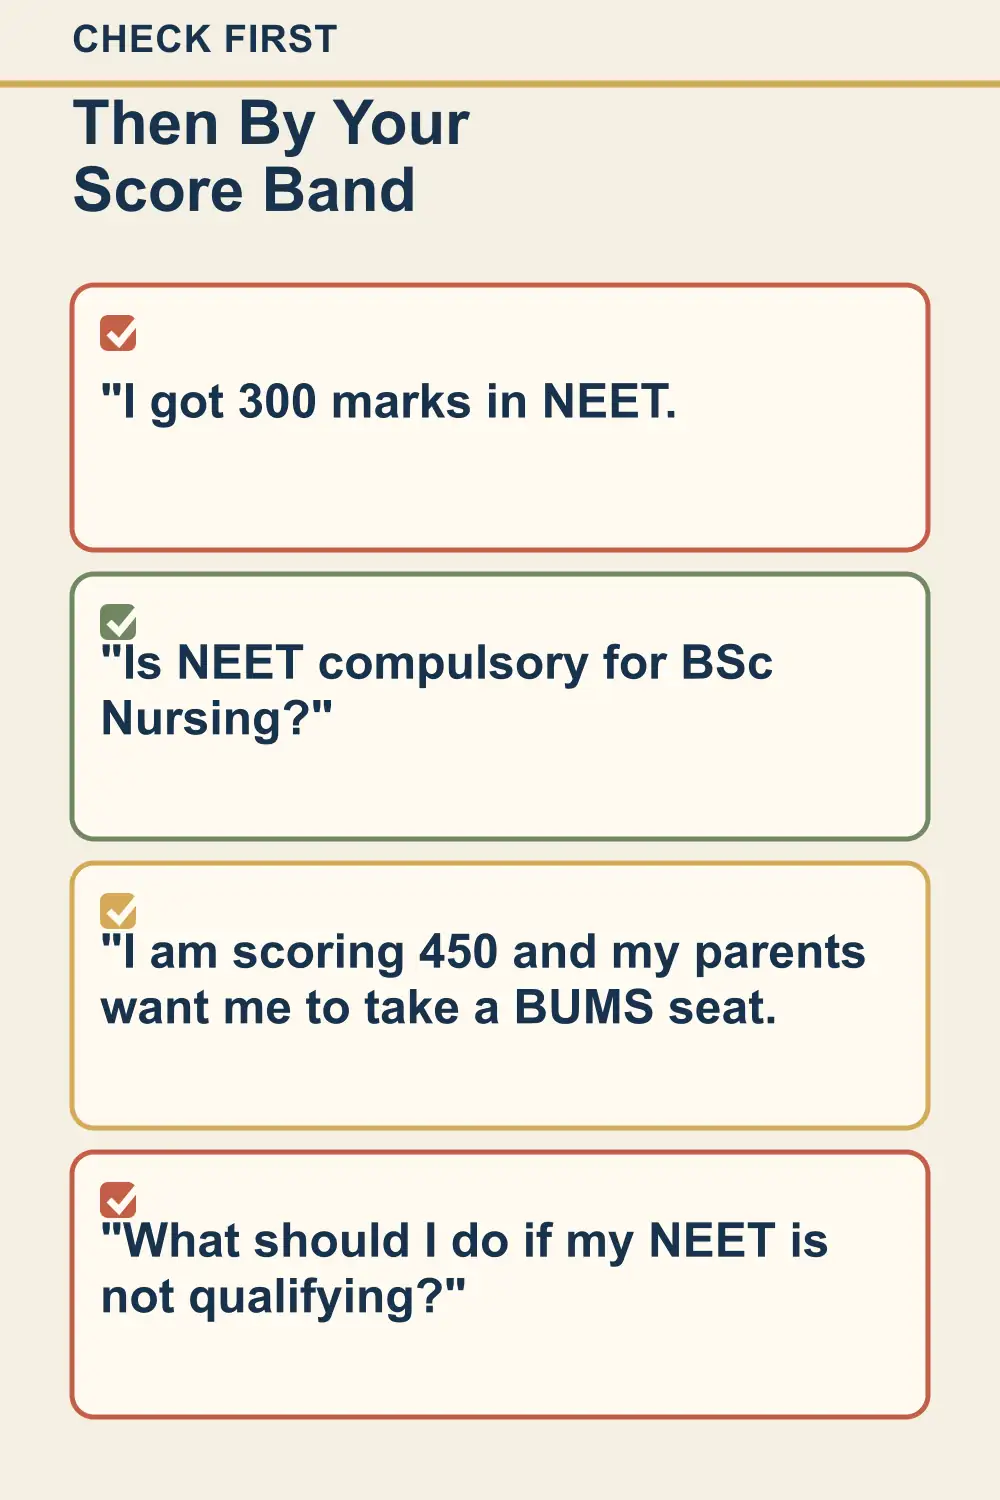 CHECK FIRST
Then By Your
Score Band
"I got 300 marks in NEET.
"Is NEET compulsory for BSc
Nursing?"
"I am scoring 450 and my parents
want me to take a BUMS seat.
"What should I do if my NEET is
not qualifying?"